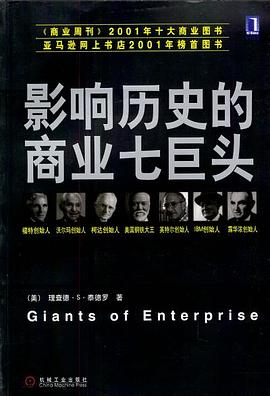 《商业周刊》2001年十大商业图书
亚马逊网上书店2001年榜首图书
影响历史的
商业七巨头
福特创始人 沃尔玛创始人 柯达创始人 美国钢铁大王 英特尔创始人 IBM创始人 露华浓创始人
(美) 理查德·S·泰德罗 著
Giants of Enterprise
机械工业出版社
China Machine Press